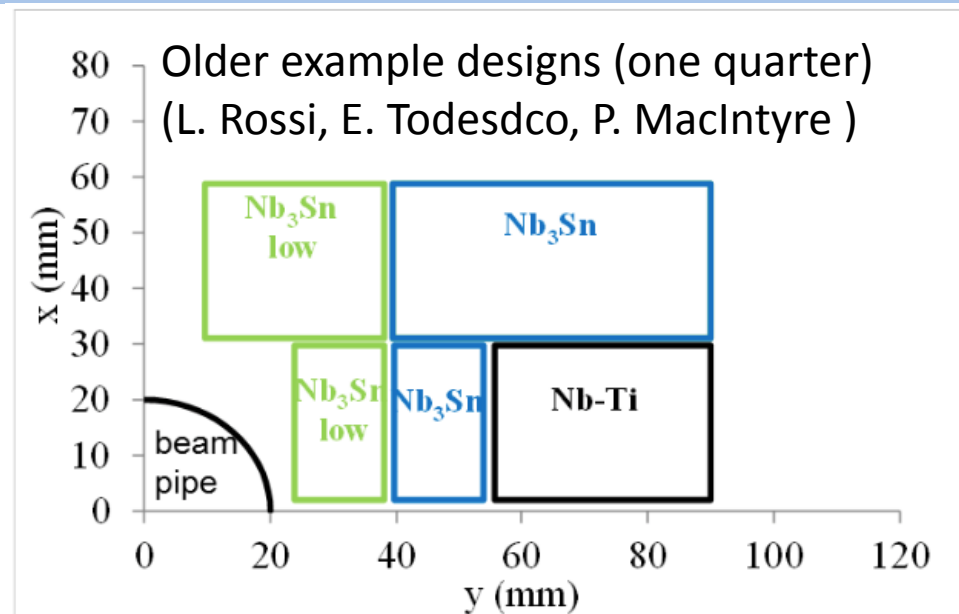 Older example designs (one quarter)
(L. Rossi, E. Todesdco, P. MacIntyre )
80
70
60
50
40
30
20
10
0
x (mm)
Nb₃Sn
low
Nb₃Sn
Nb₃Sn
low
Nb₃Sn
Nb-Ti
beam
pipe
0 20 40 60 80 100 120
y (mm)